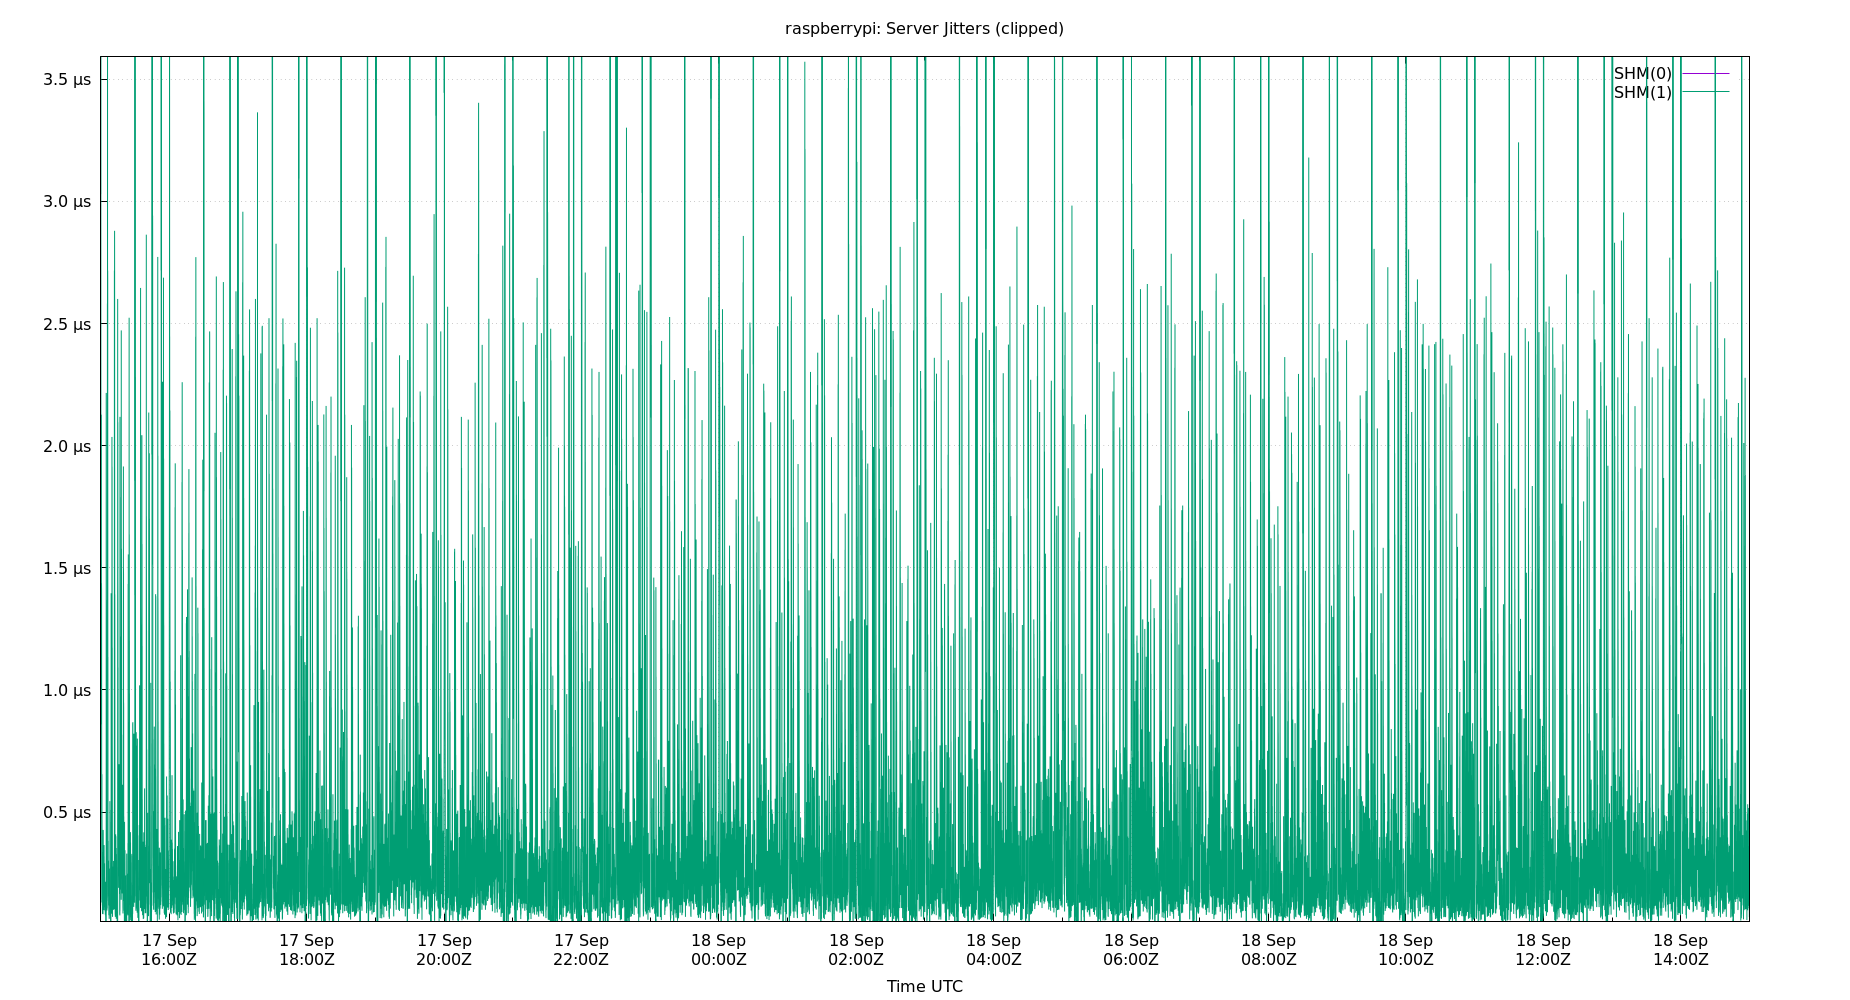 raspberrypi: Server Jitters (clipped)
3.5 µs
3.0 µs
2.5 µs
2.0 µs
1.5 µs
1.0 µs
0.5 µs
SHM(0)
SHM(1)
17 Sep 17 Sep 17 Sep 17 Sep 18 Sep 18 Sep 18 Sep 18 Sep 18 Sep 18 Sep 18 Sep 18 Sep
16:00Z 18:00Z 20:00Z 22:00Z 00:00Z 02:00Z 04:00Z 06:00Z 08:00Z 10:00Z 12:00Z 14:00Z
Time UTC